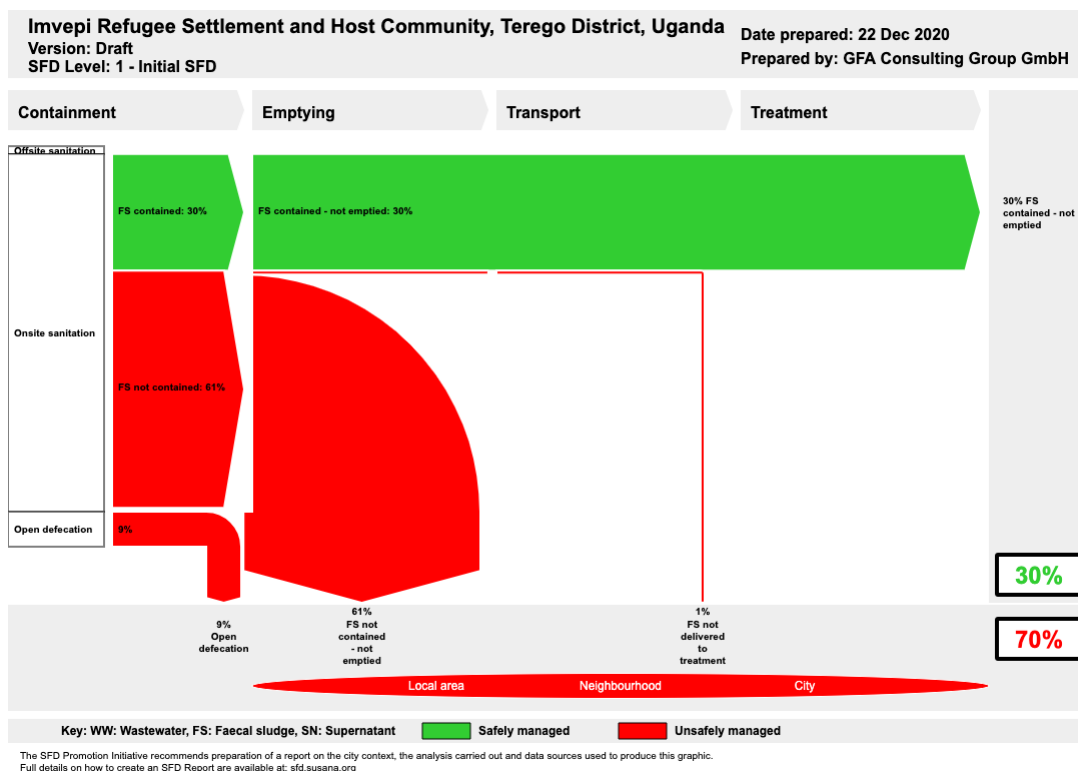 Imvepi Refugee Settlement and Host Community, Terego District, Uganda
Version: Draft
SFD Level: 1 - Initial SFD
Date prepared: 22 Dec 2020
Prepared by: GFA Consulting Group GmbH
Containment
Emptying
Transport
Treatment
Offsite sanitation
FS contained: 30%
FS contained - not emptied: 30%
30% FS
contained - not
emptied
Onsite sanitation
FS not contained: 61%
Open defecation
9%
30%
9%
Open
defecation
61%
FS not
contained
- not
emptied
1%
FS not
delivered
to
treatment
70%
Local area
Neighbourhood
City
Key: WW: Wastewater, FS: Faecal sludge, SN: Supernatant
Safely managed
Unsafely managed
The SFD Promotion Initiative recommends preparation of a report on the city context, the analysis carried out and data sources used to produce this graphic.
Full details on how to create an SFD Report are available at: sfd.susana.org